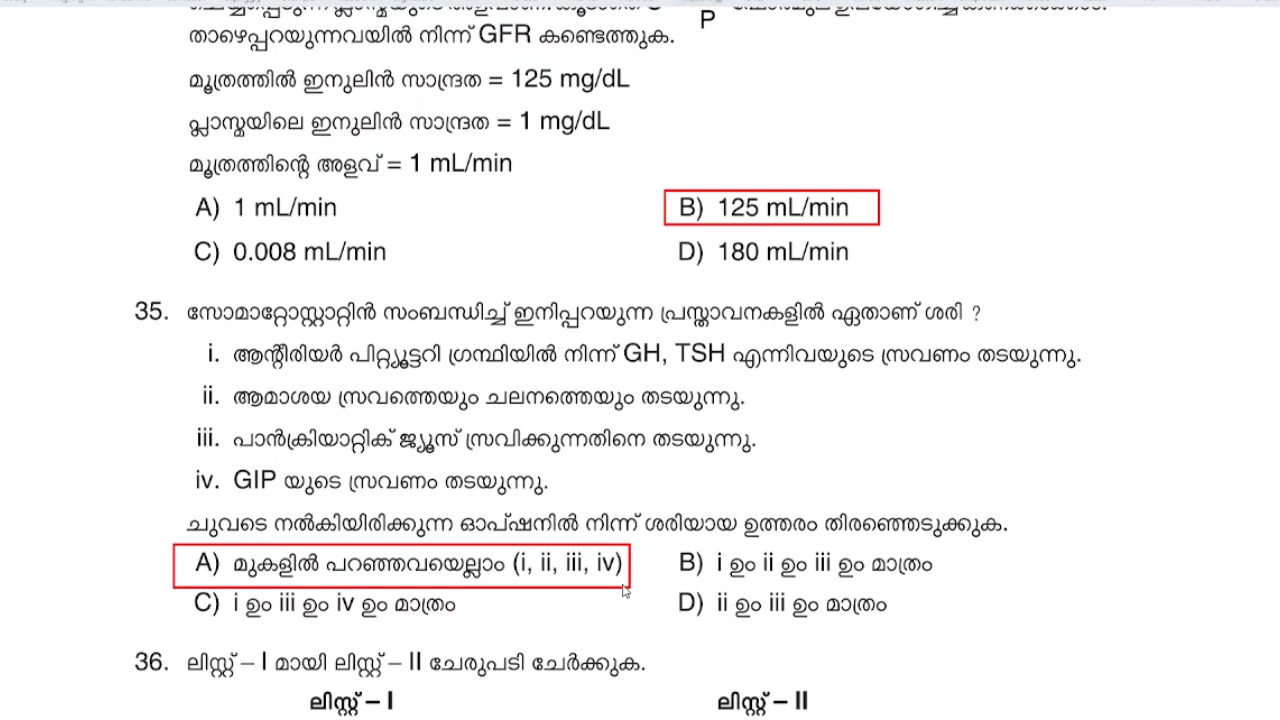 P
താഴെപ്പറയുന്നവയിൽ നിന്ന് GFR കണ്ടെത്തുക.
മൂത്രത്തിൽ ഇനുലിൻ സാന്ദ്രത = 125 mg/dL
പ്ലാസ്മയിലെ ഇനുലിൻ സാന്ദ്രത = 1 mg/dL
മൂത്രത്തിന്റെ അളവ് = 1 mL/min
A) 1 mL/min B) 125 mL/min
C) 0.008 mL/min D) 180 mL/min
35. സോമാറ്റോസ്റ്റാറ്റിൻ സംബന്ധിച്ച് ഇനിപ്പറയുന്ന പ്രസ്താവനകളിൽ ഏതാണ് ശരി ?
i. ആന്റീരിയർ പിറ്റ്യൂട്ടറി ഗ്രന്ഥിയിൽ നിന്ന് GH, TSH എന്നിവയുടെ സ്രവണം തടയുന്നു.
ii. ആമാശയ സ്രവത്തെയും ചലനത്തെയും തടയുന്നു.
iii. പാൻക്രിയാറ്റിക് ജ്യൂസ് സ്രവിക്കുന്നതിനെ തടയുന്നു.
iv. GIP യുടെ സ്രവണം തടയുന്നു.
ചുവടെ നൽകിയിരിക്കുന്ന ഓപ്ഷനിൽ നിന്ന് ശരിയായ ഉത്തരം തിരഞ്ഞെടുക്കുക.
A) മുകളിൽ പറഞ്ഞവയെല്ലാം (i, ii, iii, iv) B) i ഉം ii ഉം iii ഉം മാത്രം
C) i ഉം iii ഉം iv ഉം മാത്രം D) ii ഉം iii ഉം മാത്രം
36. ലിസ്റ്റ് – I മായി ലിസ്റ്റ് – II ചേരുംപടി ചേർക്കുക.
ലിസ്റ്റ് – I ലിസ്റ്റ് – II